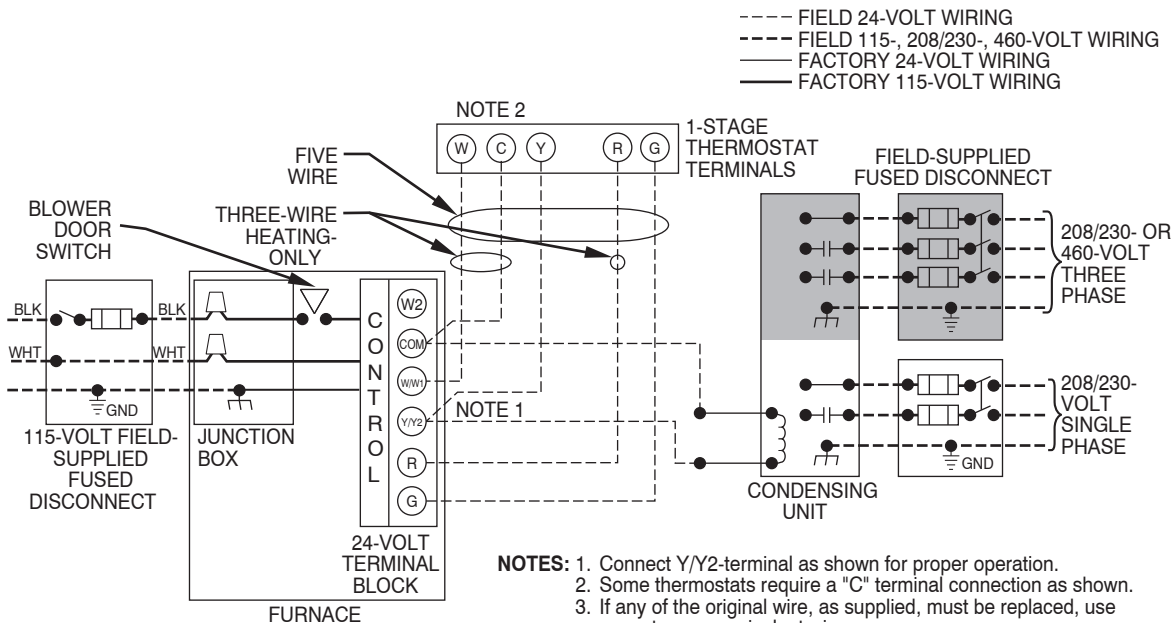 FIELD 24-VOLT WIRING
FIELD 115-, 208/230-, 460-VOLT WIRING
FACTORY 24-VOLT WIRING
FACTORY 115-VOLT WIRING
NOTE 2
W C Y R G
1-STAGE
THERMOSTAT
TERMINALS
FIVE
WIRE
THREE-WIRE
HEATING-
ONLY
BLOWER
DOOR
SWITCH
FIELD-SUPPLIED
FUSED DISCONNECT
208/230- OR
460-VOLT
THREE
PHASE
BLK
BLK
WHT
WHT
GND
115-VOLT FIELD-
SUPPLIED
FUSED
DISCONNECT
JUNCTION
BOX
CONTROL
W2
COM
W/W1
Y/Y2
R
G
NOTE 1
24-VOLT
TERMINAL
BLOCK
FURNACE
208/230-
VOLT
SINGLE
PHASE
GND
CONDENSING
UNIT
NOTES: 1. Connect Y/Y2-terminal as shown for proper operation.
2. Some thermostats require a "C" terminal connection as shown.
3. If any of the original wire, as supplied, must be replaced, use